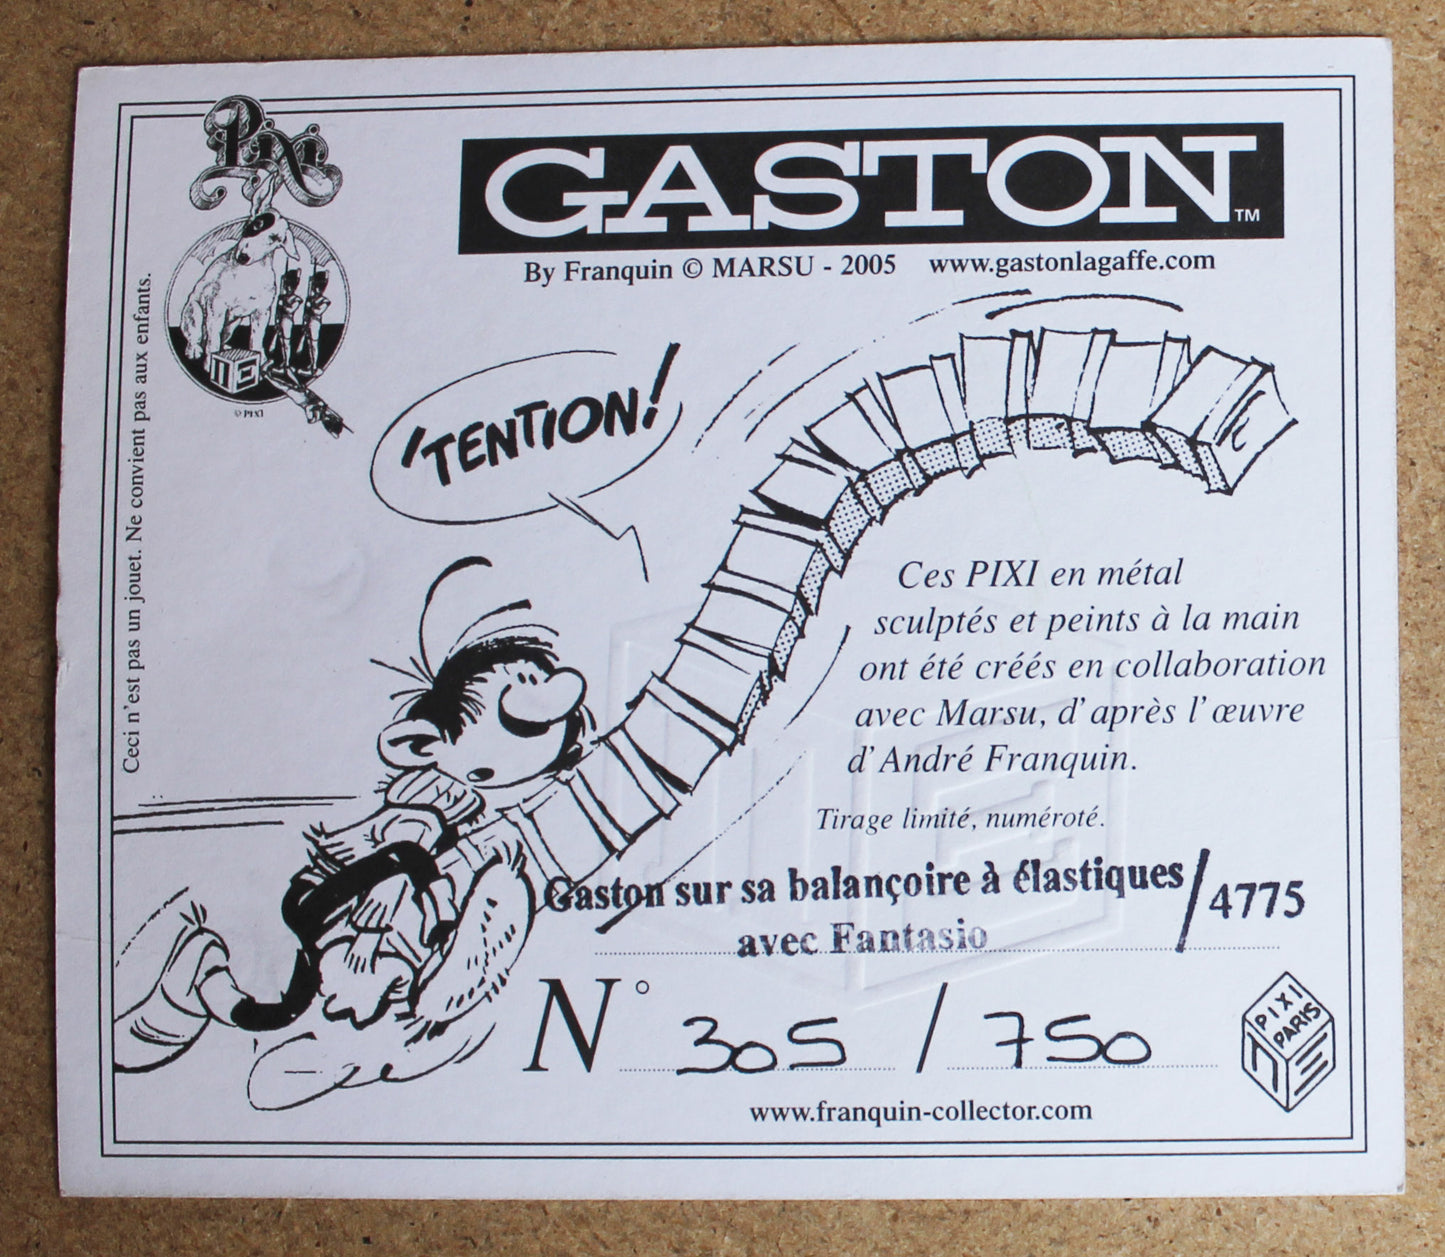 Pixi
© PIXI
GASTON™
By Franquin © MARSU - 2005 www.gastonlagaffe.com
Ceci n'est pas un jouet. Ne convient pas aux enfants.
'TENTION!
Ces PIXI en métal
sculptés et peints à la main
ont été créés en collaboration
avec Marsu, d'après l'œuvre
d'André Franquin.
Tirage limité, numéroté.
Gaston sur sa balançoire à élastiques / 4775
avec Fantasio
N° 305 / 750
PIXI
PARIS
www.franquin-collector.com